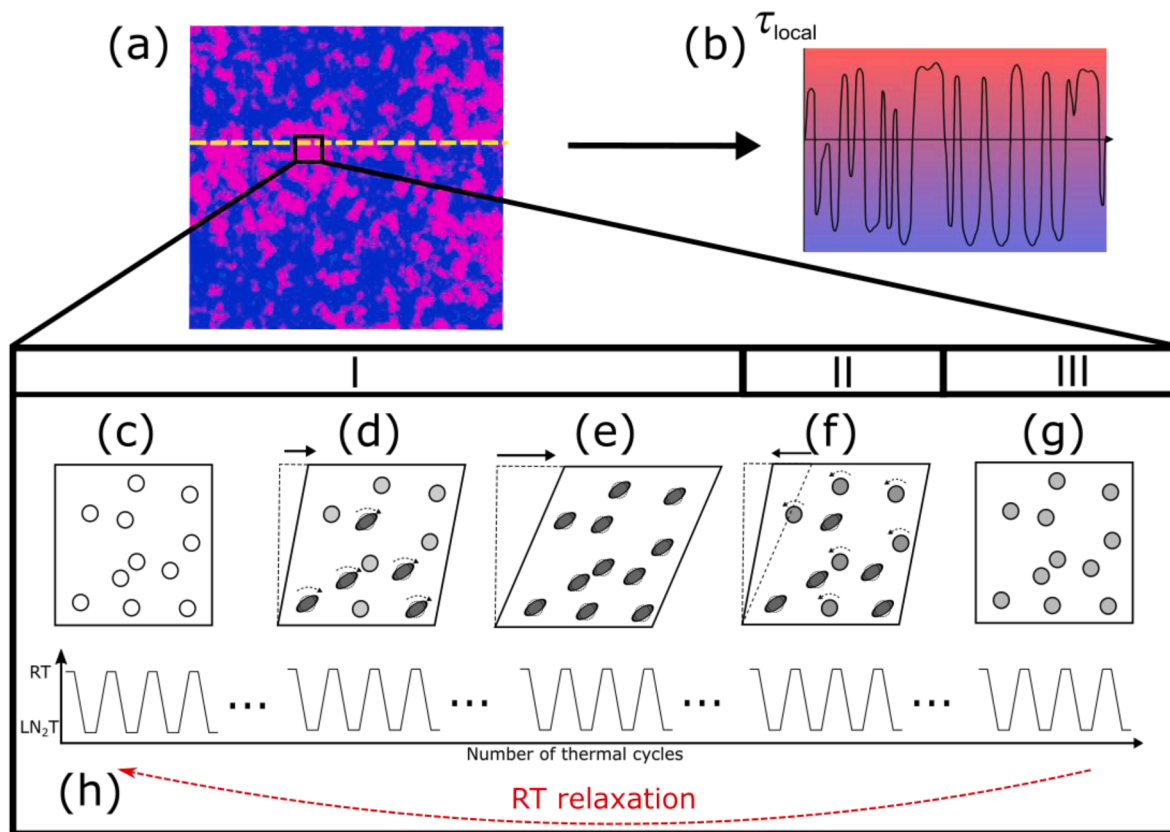 (a)
(b)
τlocal
I
II
III
(c)
(d)
(e)
(f)
(g)
RT
...
...
...
...
LN₂T
Number of thermal cycles
(h)
RT relaxation